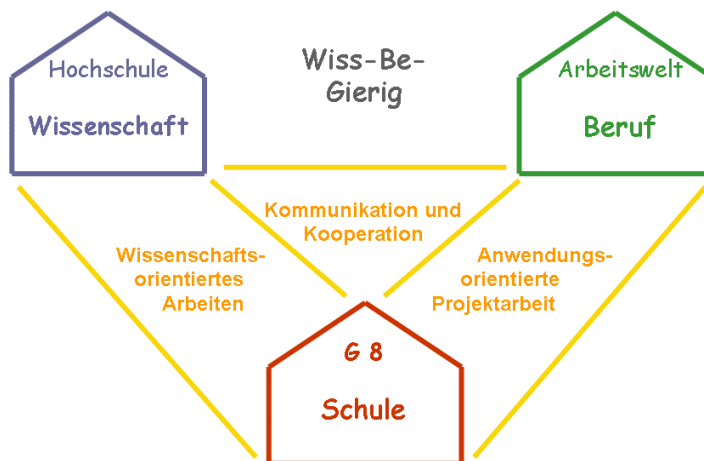 Hochschule
Wissenschaft
Wiss-Be-
Gierig
Arbeitswelt
Beruf
Kommunikation und
Kooperation
Wissenschafts-
orientiertes
Arbeiten
Anwendungs-
orientierte
Projektarbeit
G 8
Schule